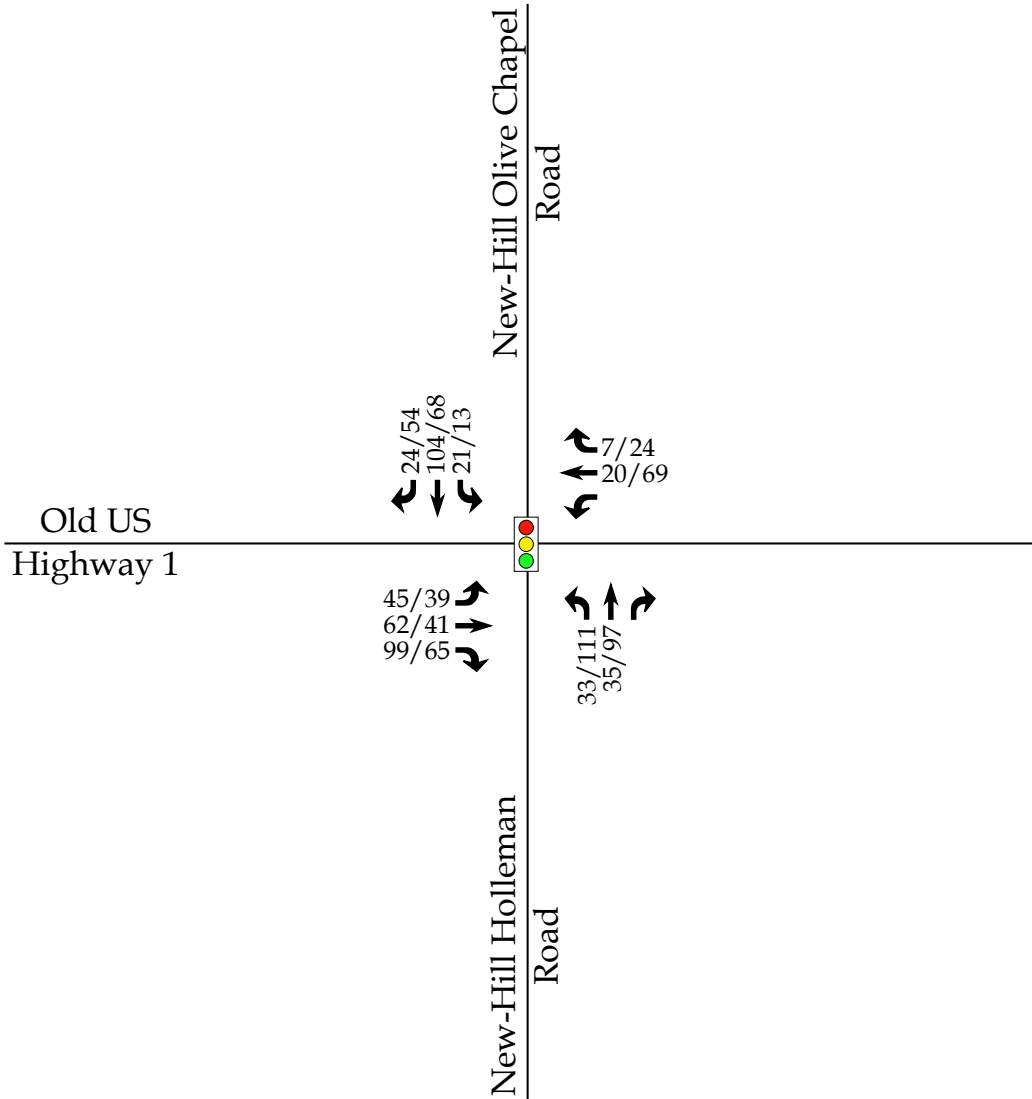 New-Hill Olive Chapel
Road
24/54
104/68
21/13
7/24
20/69
Old US
Highway 1
45/39
62/41
99/65
33/111
35/97
New-Hill Holleman
Road